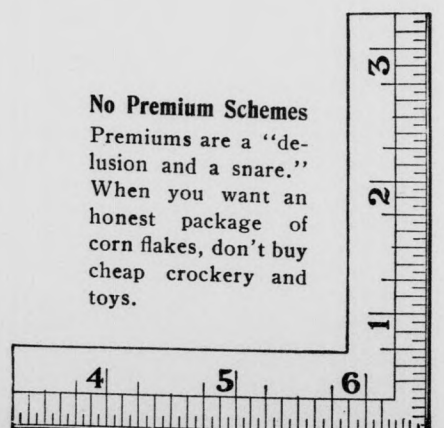 No Premium Schemes
Premiums are a "de-
lusion and a snare."
When you want an
honest package of
corn flakes, don't buy
cheap crockery and
toys.
3
2
1
4 5 6